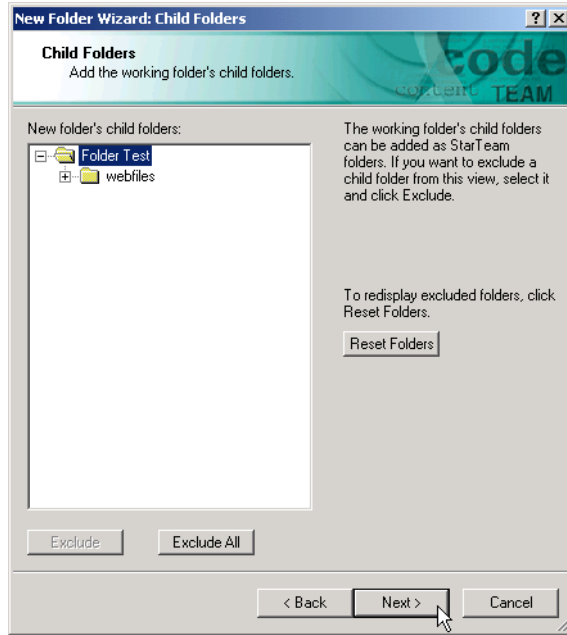 New Folder Wizard: Child Folders
Child Folders
Add the working folder's child folders.
code
content TEAM
New folder's child folders:
Folder Test
webfiles
The working folder's child folders
can be added as StarTeam
folders. If you want to exclude a
child folder from this view, select it
and click Exclude.
To redisplay excluded folders, click
Reset Folders.
Reset Folders
Exclude
Exclude All
< Back
Next >
Cancel